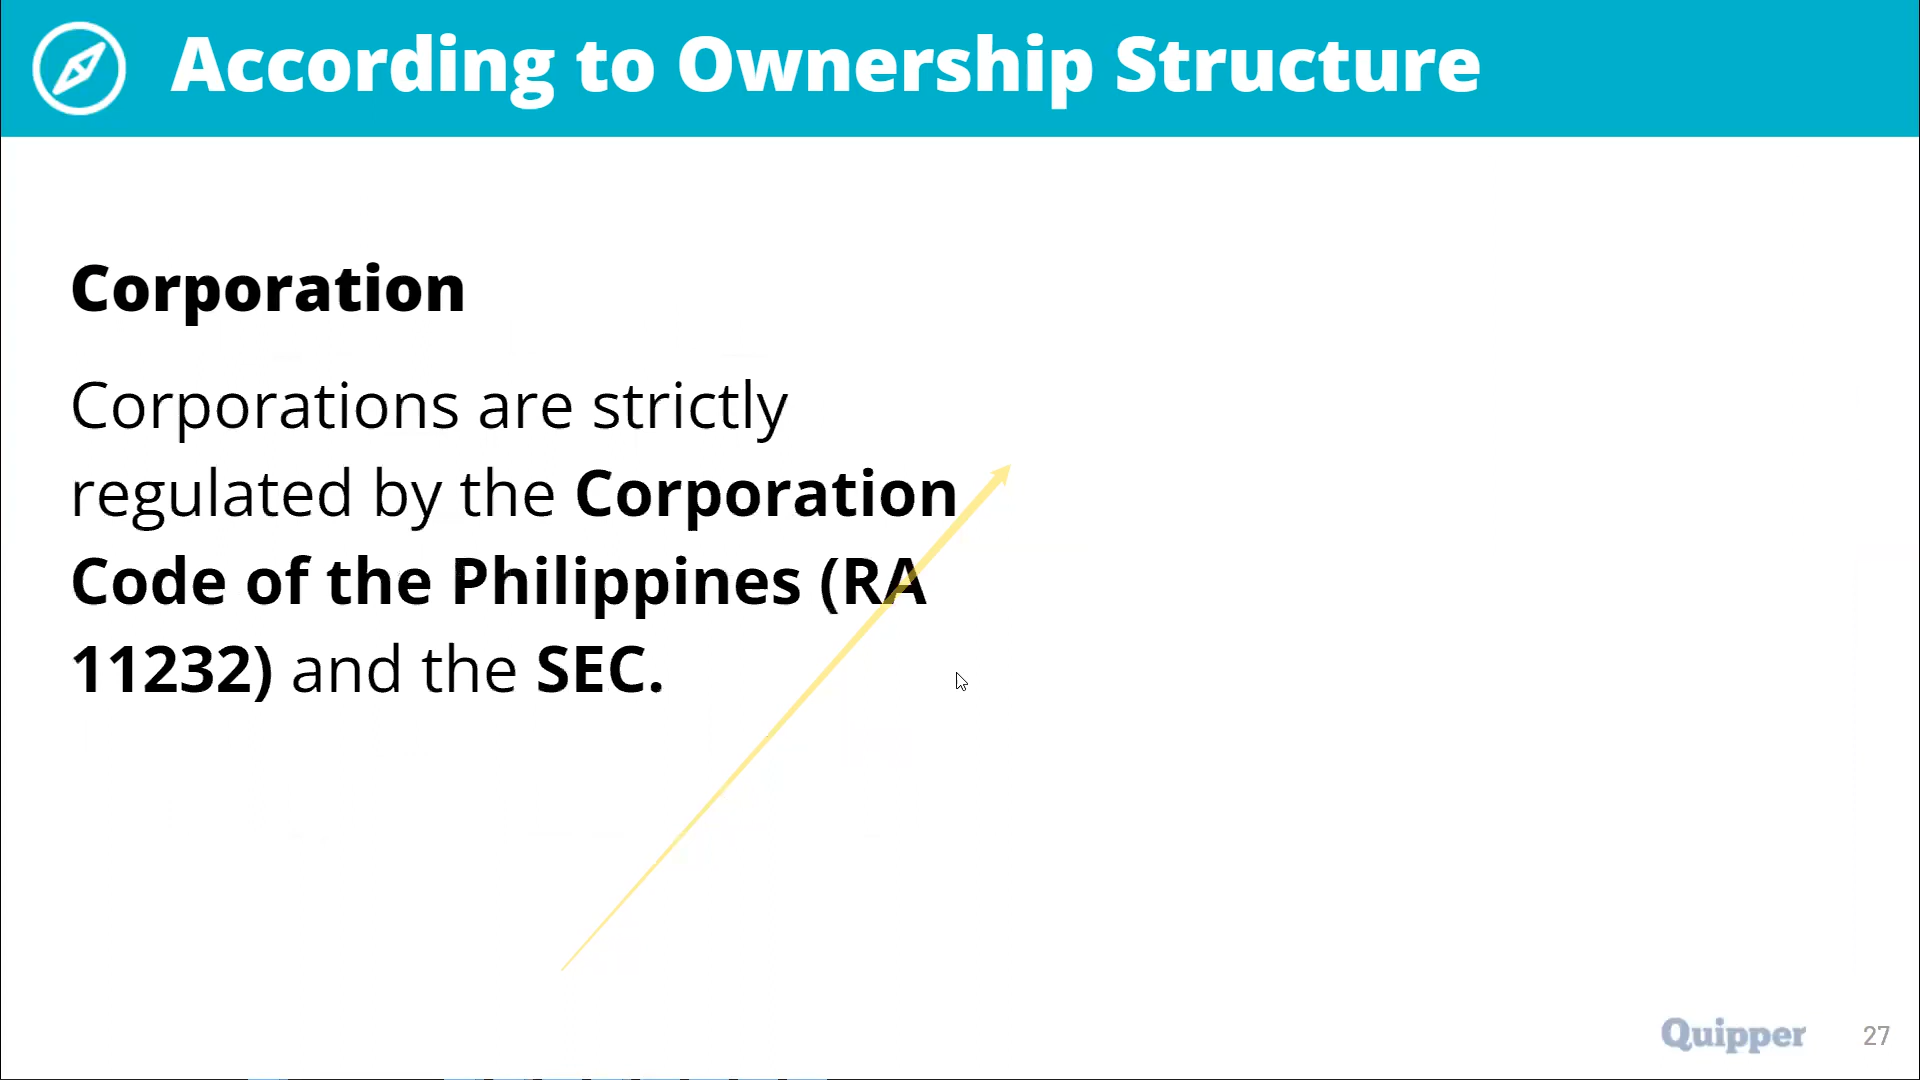 According to Ownership Structure
Corporation
Corporations are strictly
regulated by the Corporation
Code of the Philippines (RA
11232) and the SEC.
Quipper
27